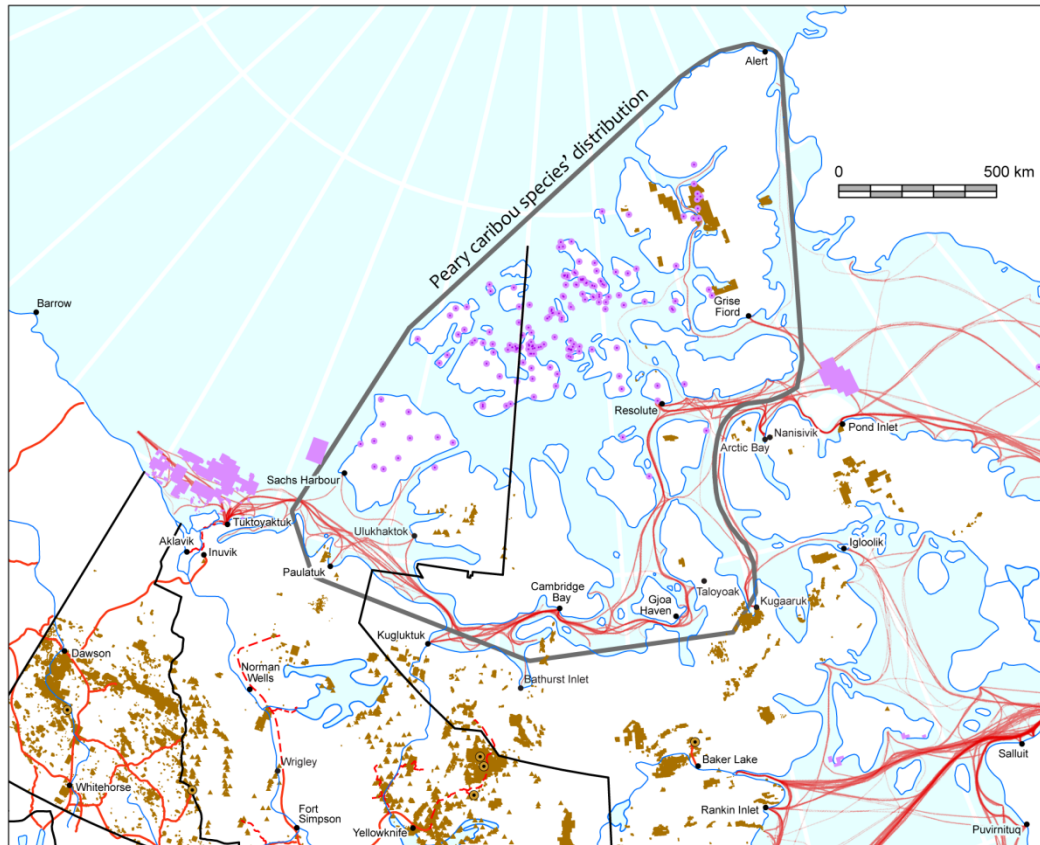 Alert
0 500 km
Peary caribou species' distribution
Barrow
Grise
Fiord
Resolute
Pond Inlet
Nanisivik
Arctic Bay
Sachs Harbour
Tuktoyaktuk
Ulukhaktok
Aklavik
Inuvik
Igloolik
Paulatuk
Taloyoak
Cambridge
Bay
Gjoa
Haven
Kugaaruk
Kugluktuk
Dawson
Bathurst Inlet
Norman
Wells
Salluit
Wrigley
Baker Lake
Whitehorse
Rankin Inlet
Fort
Simpson
Yellowknife
Puvirnituq